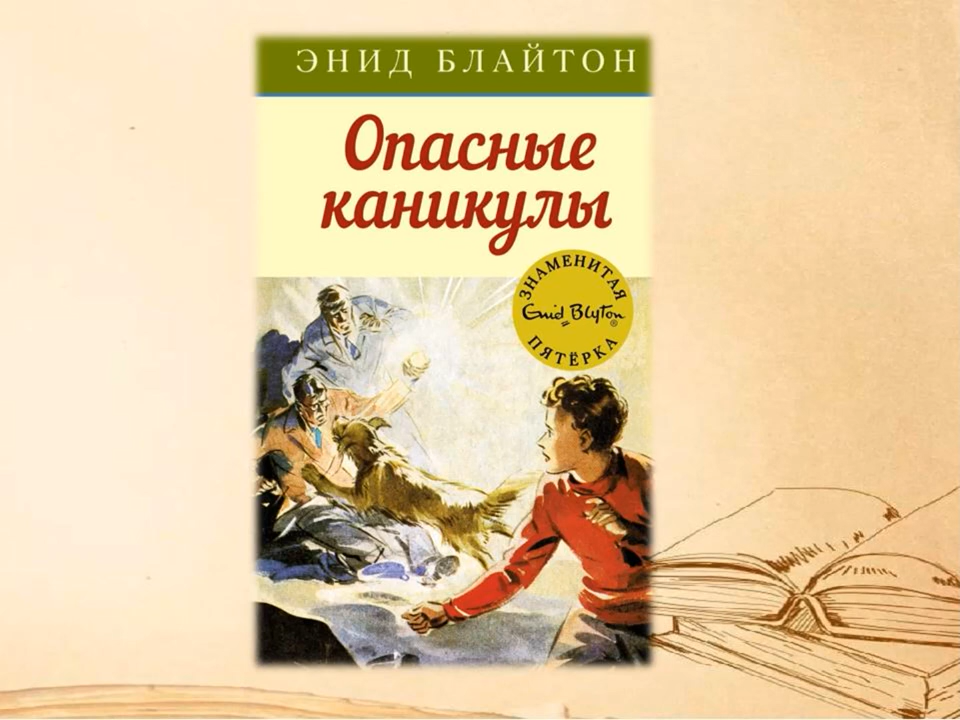 ЭНИД БЛАЙТОН
Опасные
каникулы
ЗНАМЕНИТАЯ
Enid Blyton®
ПЯТЁРКА